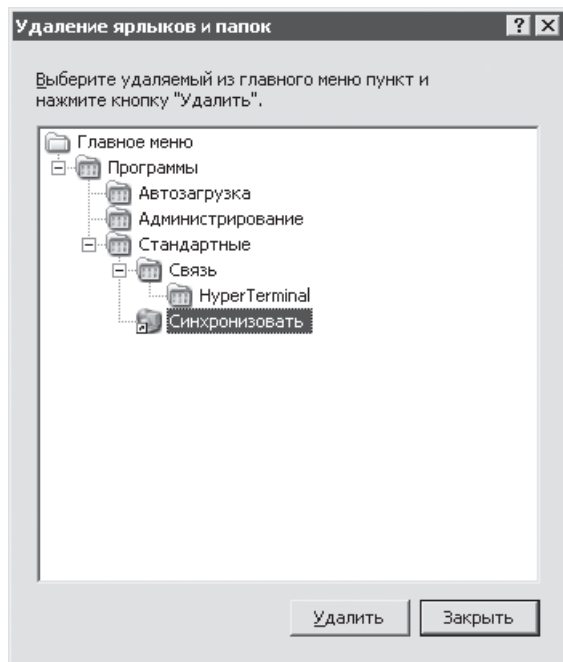 Удаление ярлыков и папок
Выберите удаляемый из главного меню пункт и
нажмите кнопку "Удалить".
Главное меню
Программы
Автозагрузка
Администрирование
Стандартные
Связь
HyperTerminal
Синхронизовать
Удалить Закрыть